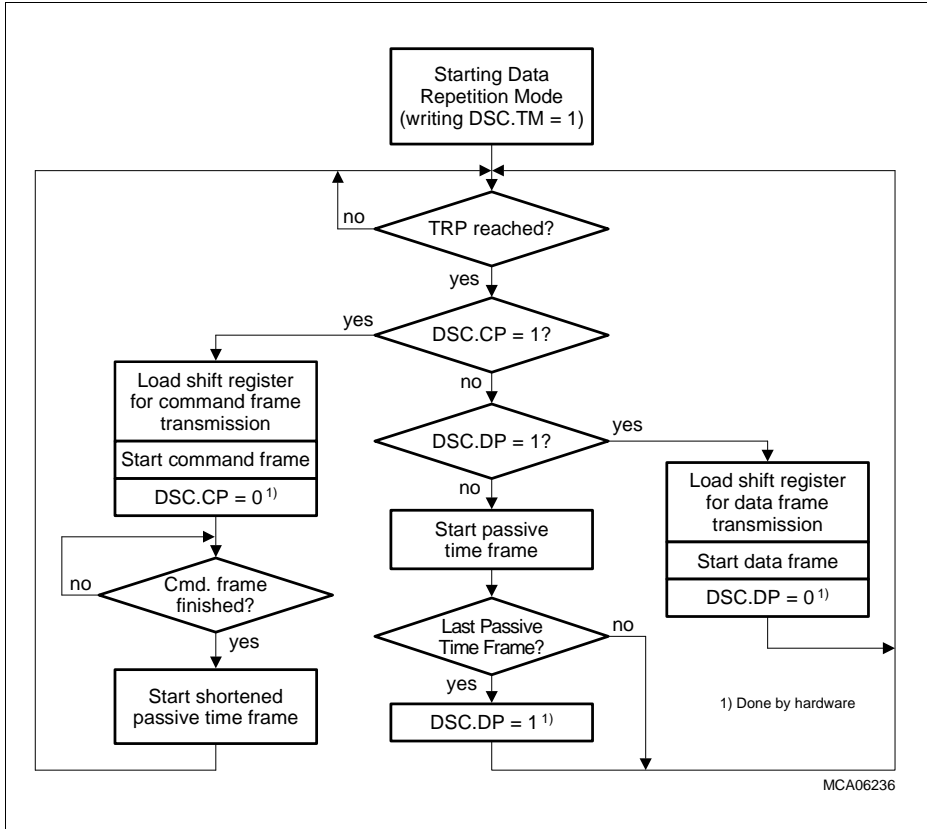 Starting Data
Repetition Mode
(writing DSC.TM = 1)
no
TRP reached?
yes
yes
DSC.CP = 1?
no
Load shift register
for command frame
transmission
Start command frame
DSC.CP = 0 1)
DSC.DP = 1?
yes
no
Load shift register
for data frame
transmission
Start data frame
DSC.DP = 0 1)
Start passive
time frame
no
Cmd. frame
finished?
yes
Last Passive
Time Frame?
no
yes
Start shortened
passive time frame
DSC.DP = 1 1)
1) Done by hardware
MCA06236